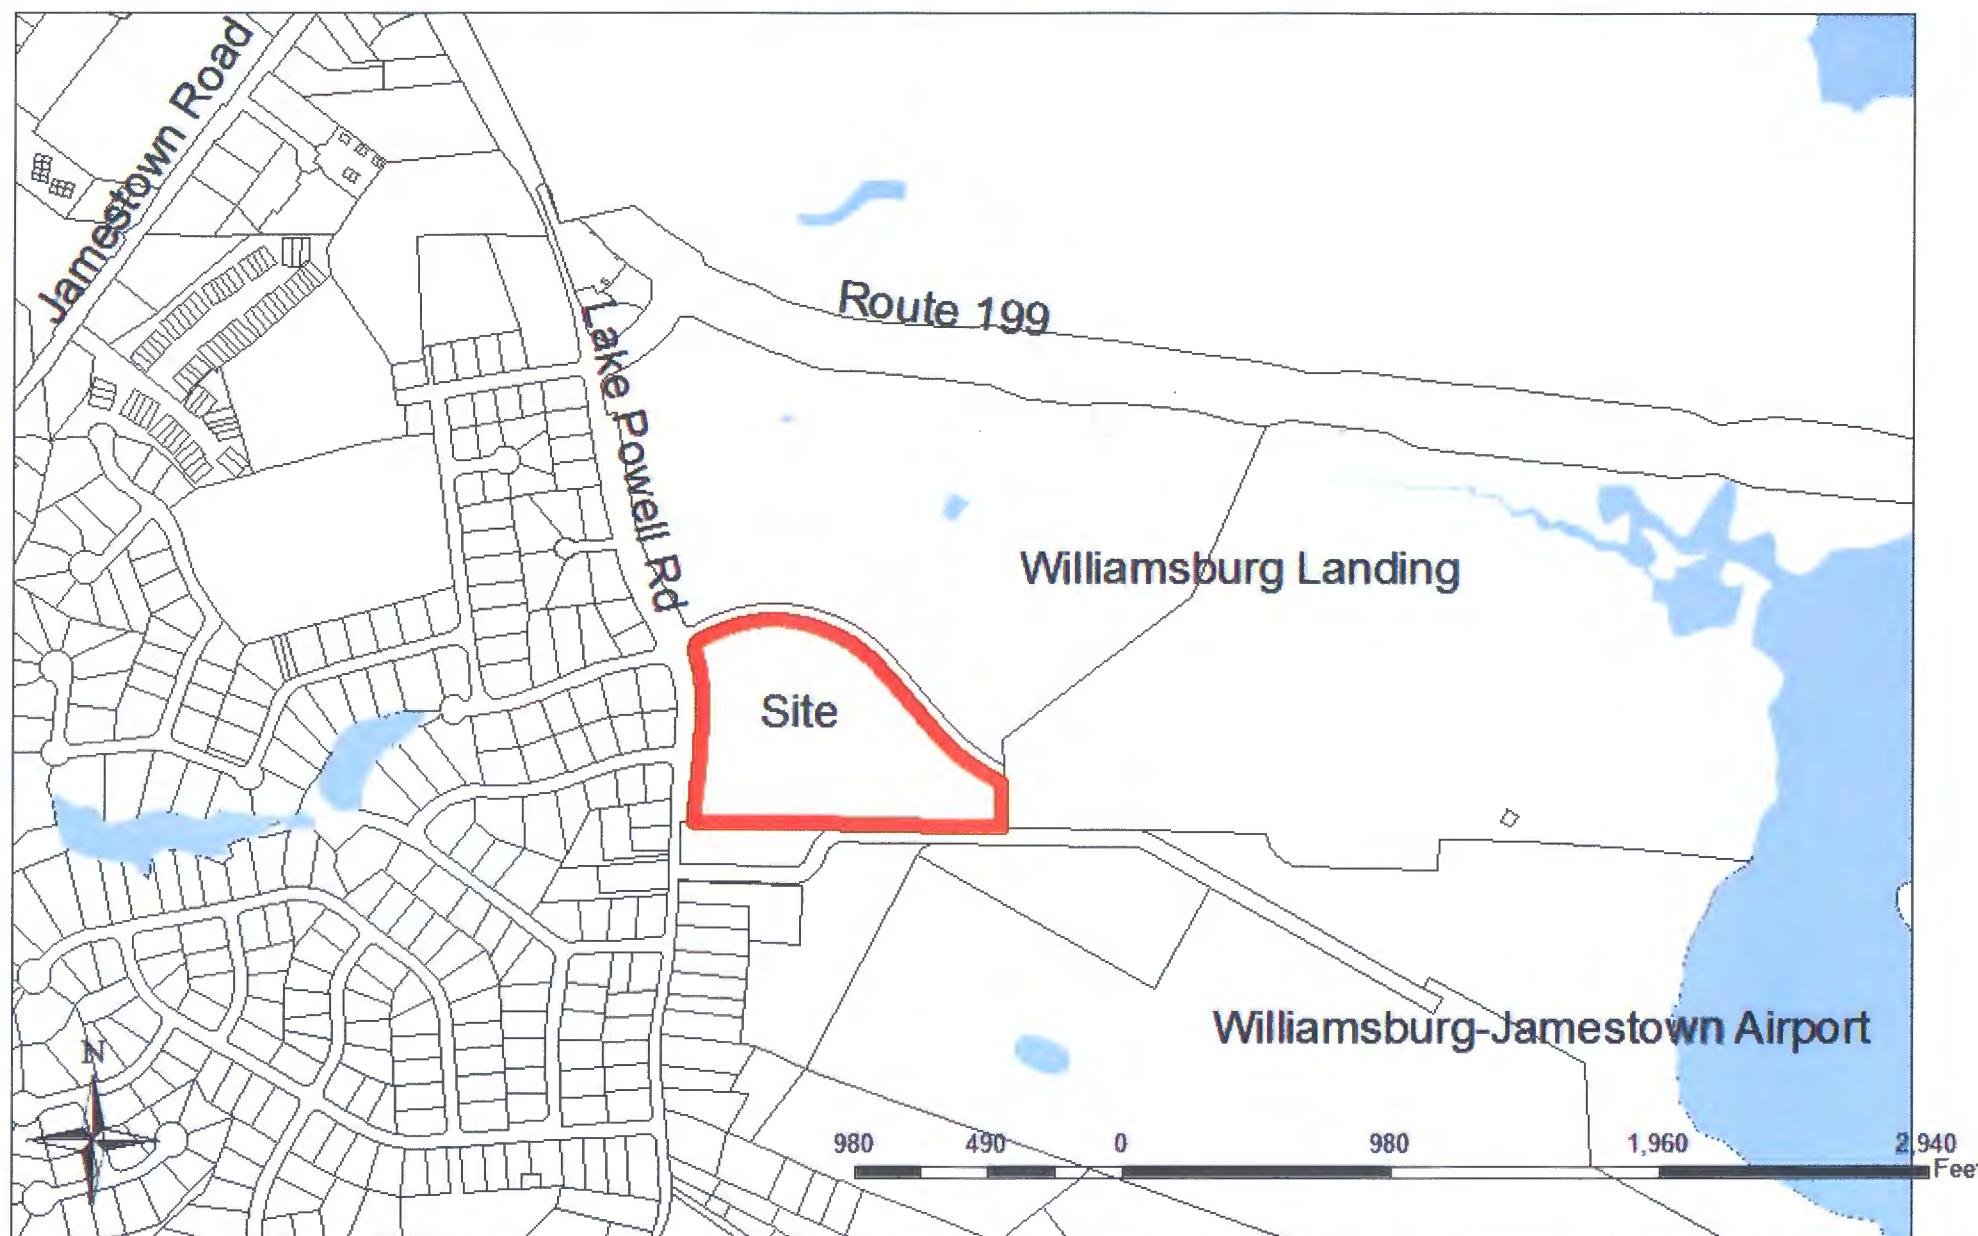 Jamestown Road
Route 199
Lake Powell Rd
Williamsburg Landing
Site
Williamsburg-Jamestown Airport
N
980 490 0 980 1,960 2,940
Feet